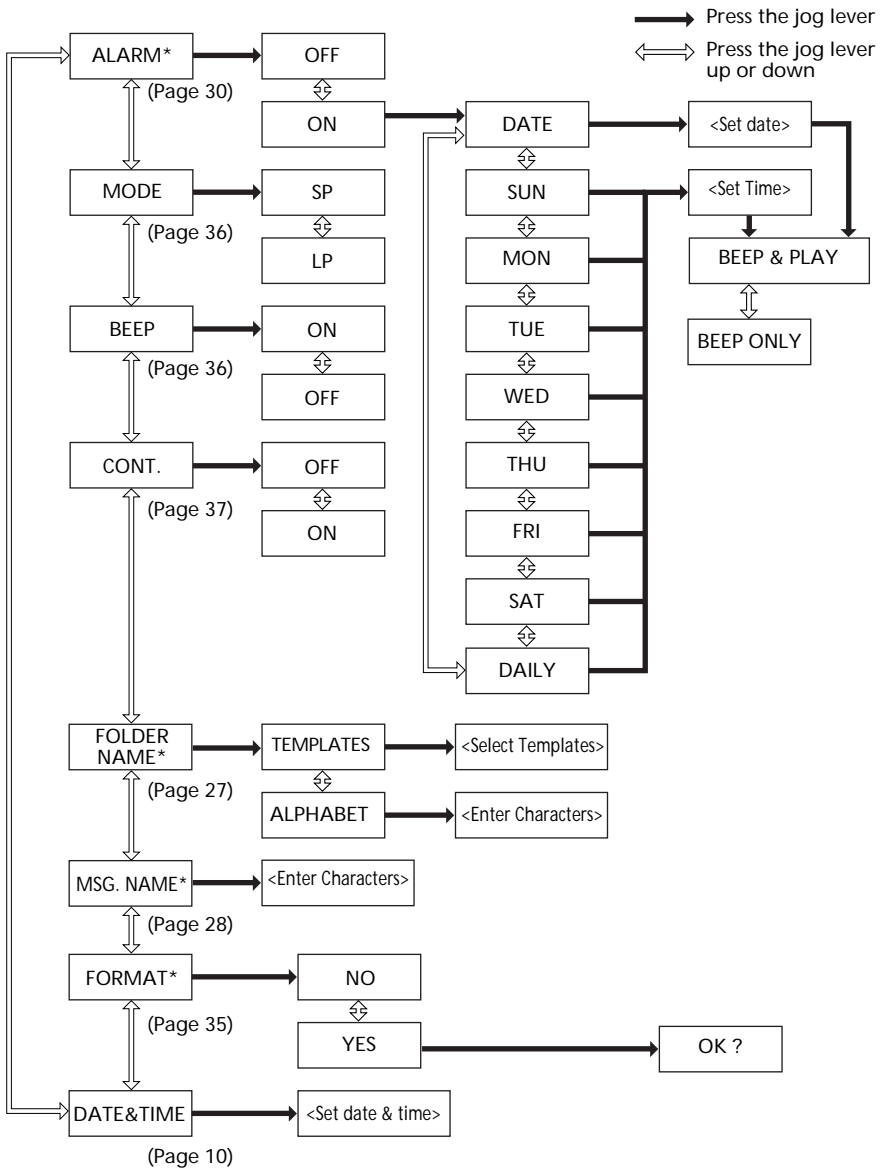 Press the jog lever
Press the jog lever
up or down
ALARM*
OFF
(Page 30)
ON
DATE
<Set date>
MODE
SP
SUN
<Set Time>
(Page 36)
LP
MON
BEEP & PLAY
BEEP
ON
TUE
BEEP ONLY
(Page 36)
OFF
WED
CONT.
OFF
THU
(Page 37)
ON
FRI
SAT
DAILY
FOLDER
NAME*
TEMPLATES
<Select Templates>
(Page 27)
ALPHABET
<Enter Characters>
MSG. NAME*
<Enter Characters>
(Page 28)
FORMAT*
NO
(Page 35)
YES
OK ?
DATE&TIME
<Set date & time>
(Page 10)